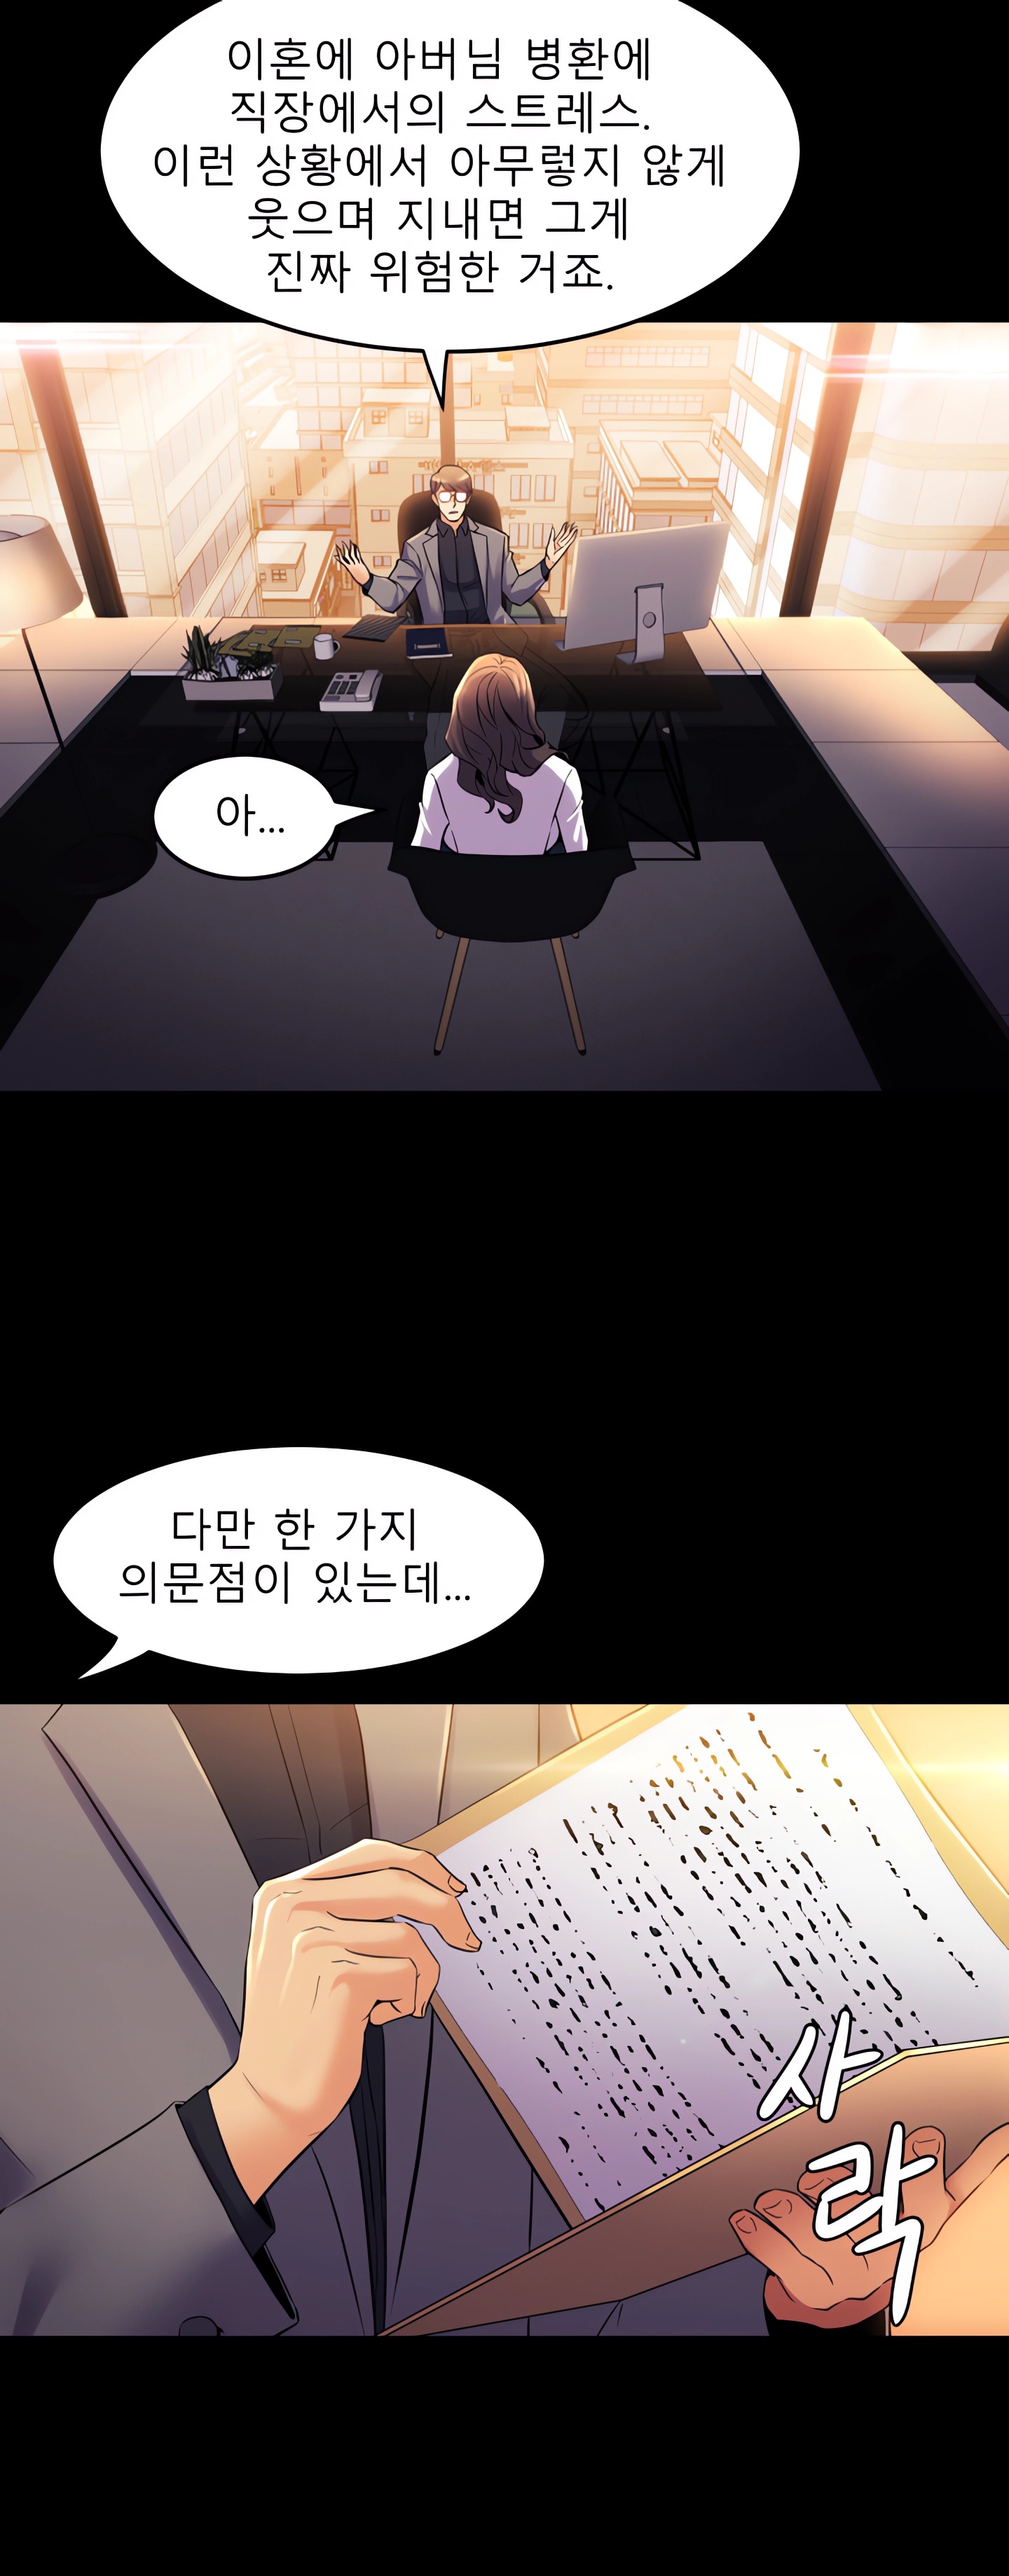 이혼에 아버님 병환에
직장에서의 스트레스.
이런 상황에서 아무렇지 않게
웃으며 지내면 그게
진짜 위험한 거죠.
아...
다만 한 가지
의문점이 있는데...
사
락